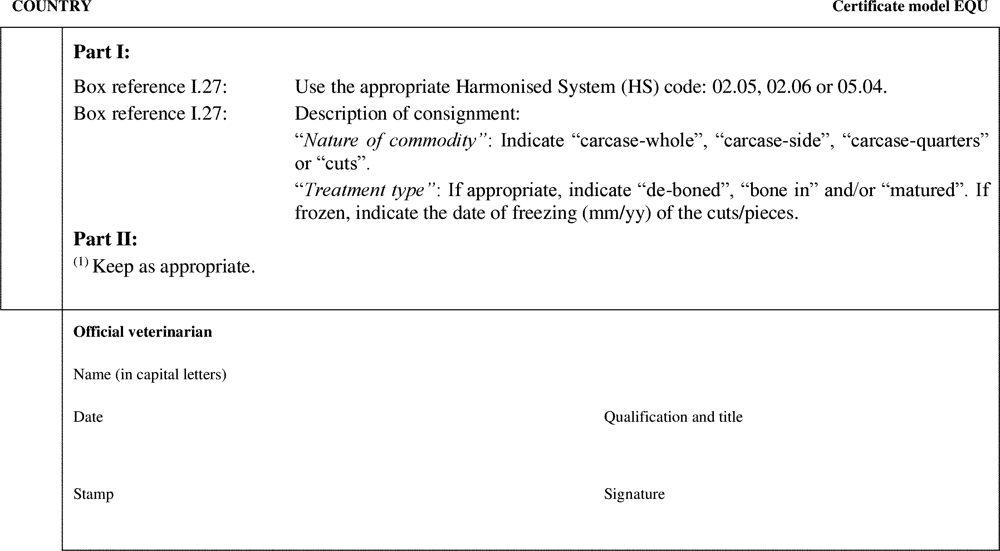 COUNTRY Certificate model EQU
Part I:
Box reference I.27: Use the appropriate Harmonised System (HS) code: 02.05, 02.06 or 05.04.
Box reference I.27: Description of consignment:
“Nature of commodity”: Indicate “carcase-whole”, “carcase-side”, “carcase-quarters”
or “cuts”.
“Treatment type”: If appropriate, indicate “de-boned”, “bone in” and/or “matured”. If
frozen, indicate the date of freezing (mm/yy) of the cuts/pieces.
Part II:
(1) Keep as appropriate.
Official veterinarian
Name (in capital letters)
Date Qualification and title
Stamp Signature